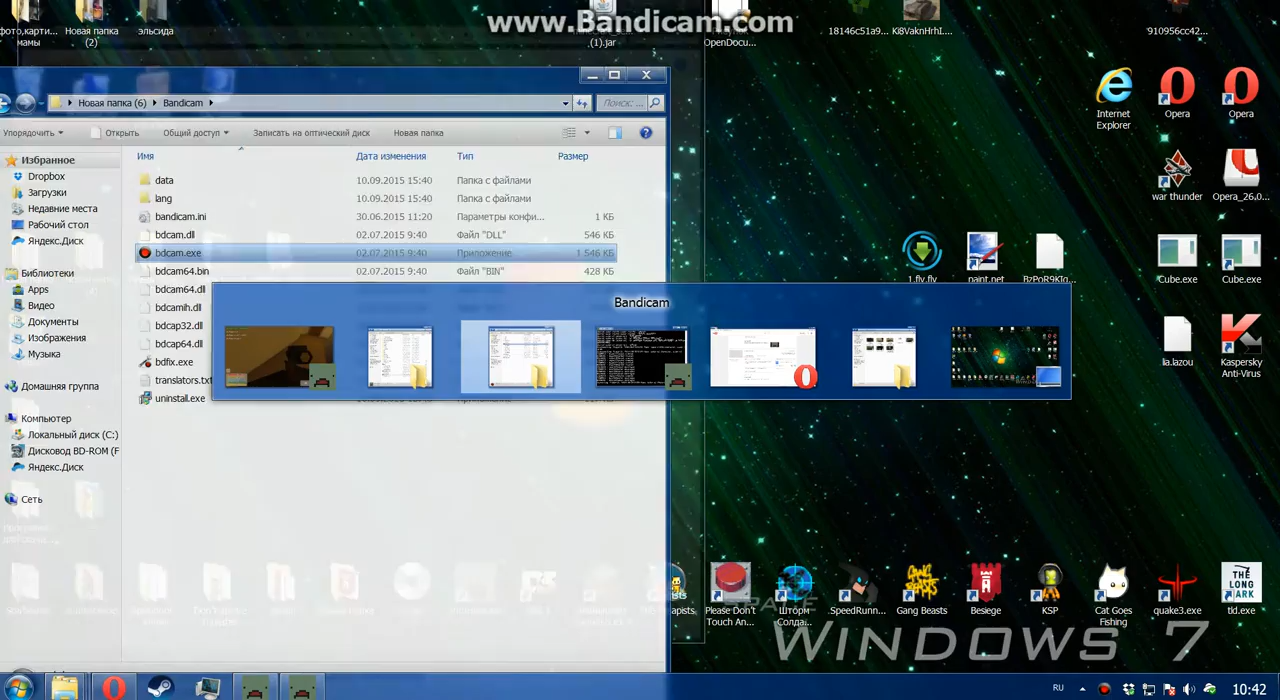 www.Bandicam.com
фото,карти...
мамы
Новая папка
(2)
эльсида
(1).jar
OpenDocu...
18146c51a9...
Ki8VaknHrhI...
910956cc42...
Новая папка (6)
Bandicam
Поиск: ...
Упорядочить
Открыть
Общий доступ
Записать на оптический диск
Новая папка
Имя
Дата изменения
Тип
Размер
data 10.09.2015 15:40 Папка с файлами
lang 10.09.2015 15:40 Папка с файлами
bandicam.ini 30.06.2015 11:20 Параметры конфи... 1 КБ
bdcam.dll 02.07.2015 9:40 Файл "DLL" 546 КБ
bdcam.exe 02.07.2015 9:40 Приложение 1 546 КБ
bdcam64.bin 02.07.2015 9:40 Файл "BIN" 428 КБ
bdcam64.dll
bdcamih.dll
bdcap32.dll
bdcap64.dll
bdfix.exe
translators.txt
uninstall.exe
Избранное
Dropbox
Загрузки
Недавние места
Рабочий стол
Яндекс.Диск
Библиотеки
Apps
Видео
Документы
Изображения
Музыка
Домашняя группа
Компьютер
Локальный диск (C:)
Дисковод BD-ROM (F
Яндекс.Диск
Сеть
Bandicam
Internet
Explorer
Opera
Opera
war thunder
Opera_26.0...
1.fly.fly
paint.net
BzPoR9KIg...
Cube.exe
Cube.exe
lia.lazou
Kaspersky
Anti-Virus
apists
Please Don't
Touch An...
Шторм
Солда...
SpeedRunn...
Gang Beasts
Besiege
KSP
Cat Goes
Fishing
quake3.exe
THE
LONG
ARK
tld.exe
SPACE
WINDOWS 7
RU
10:42